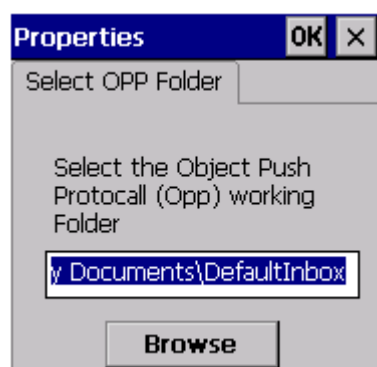 Properties OK ×
Select OPP Folder
Select the Object Push
Protocall (Opp) working
Folder
y Documents\DefaultInbox
Browse